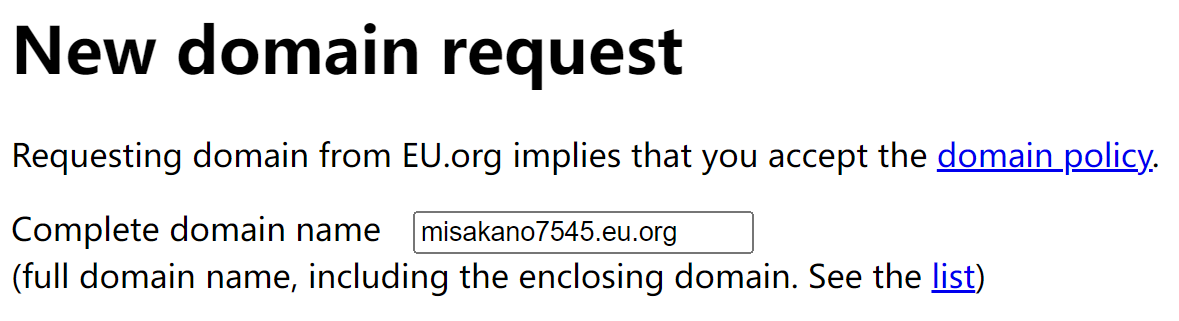 New domain request
Requesting domain from EU.org implies that you accept the domain policy.
Complete domain name misakano7545.eu.org
(full domain name, including the enclosing domain. See the list)